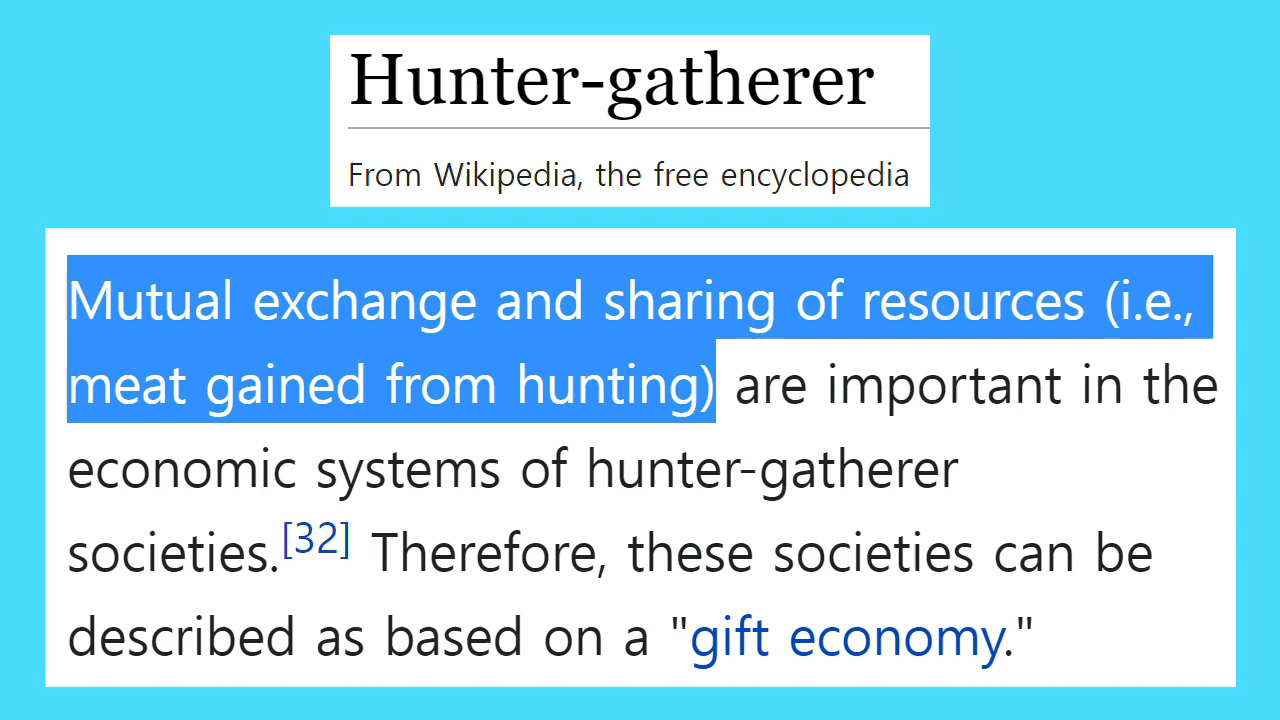 Hunter-gatherer
From Wikipedia, the free encyclopedia
Mutual exchange and sharing of resources (i.e.,
meat gained from hunting) are important in the
economic systems of hunter-gatherer
societies.[32] Therefore, these societies can be
described as based on a "gift economy."